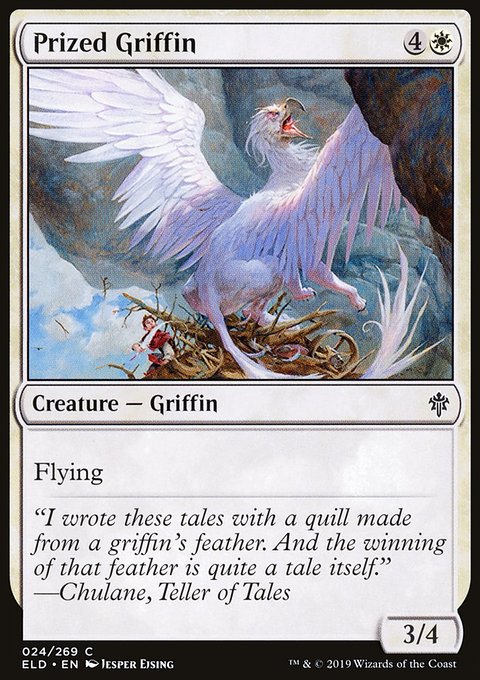 Prized Griffin 4
Creature — Griffin
Flying
“I wrote these tales with a quill made
from a griffin’s feather. And the winning
of that feather is quite a tale itself.”
—Chulane, Teller of Tales
3/4
024/269 C
ELD • EN Jesper Eising
™ & © 2019 Wizards of the Coast